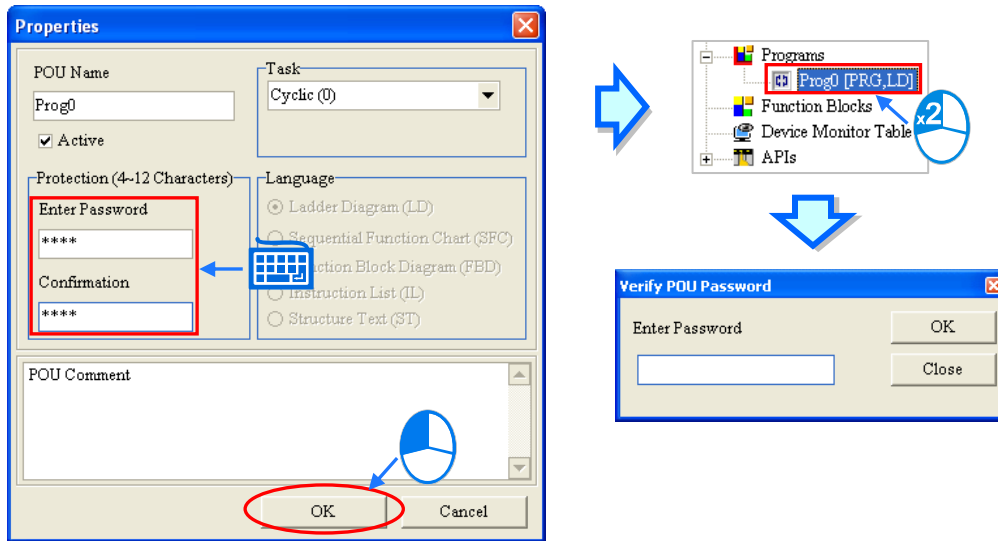 Properties
POU Name
Prog0
Active
Task
Cyclic (0)
Protection (4~12 Characters)
Enter Password
****
Confirmation
****
Language
Ladder Diagram (LD)
Sequential Function Chart (SFC)
ction Block Diagram (FBD)
Instruction List (IL)
Structure Text (ST)
POU Comment
OK
Cancel
Programs
Prog0 [PRG,LD]
Function Blocks
Device Monitor Table
APIs
x2
Verify POU Password
Enter Password
OK
Close